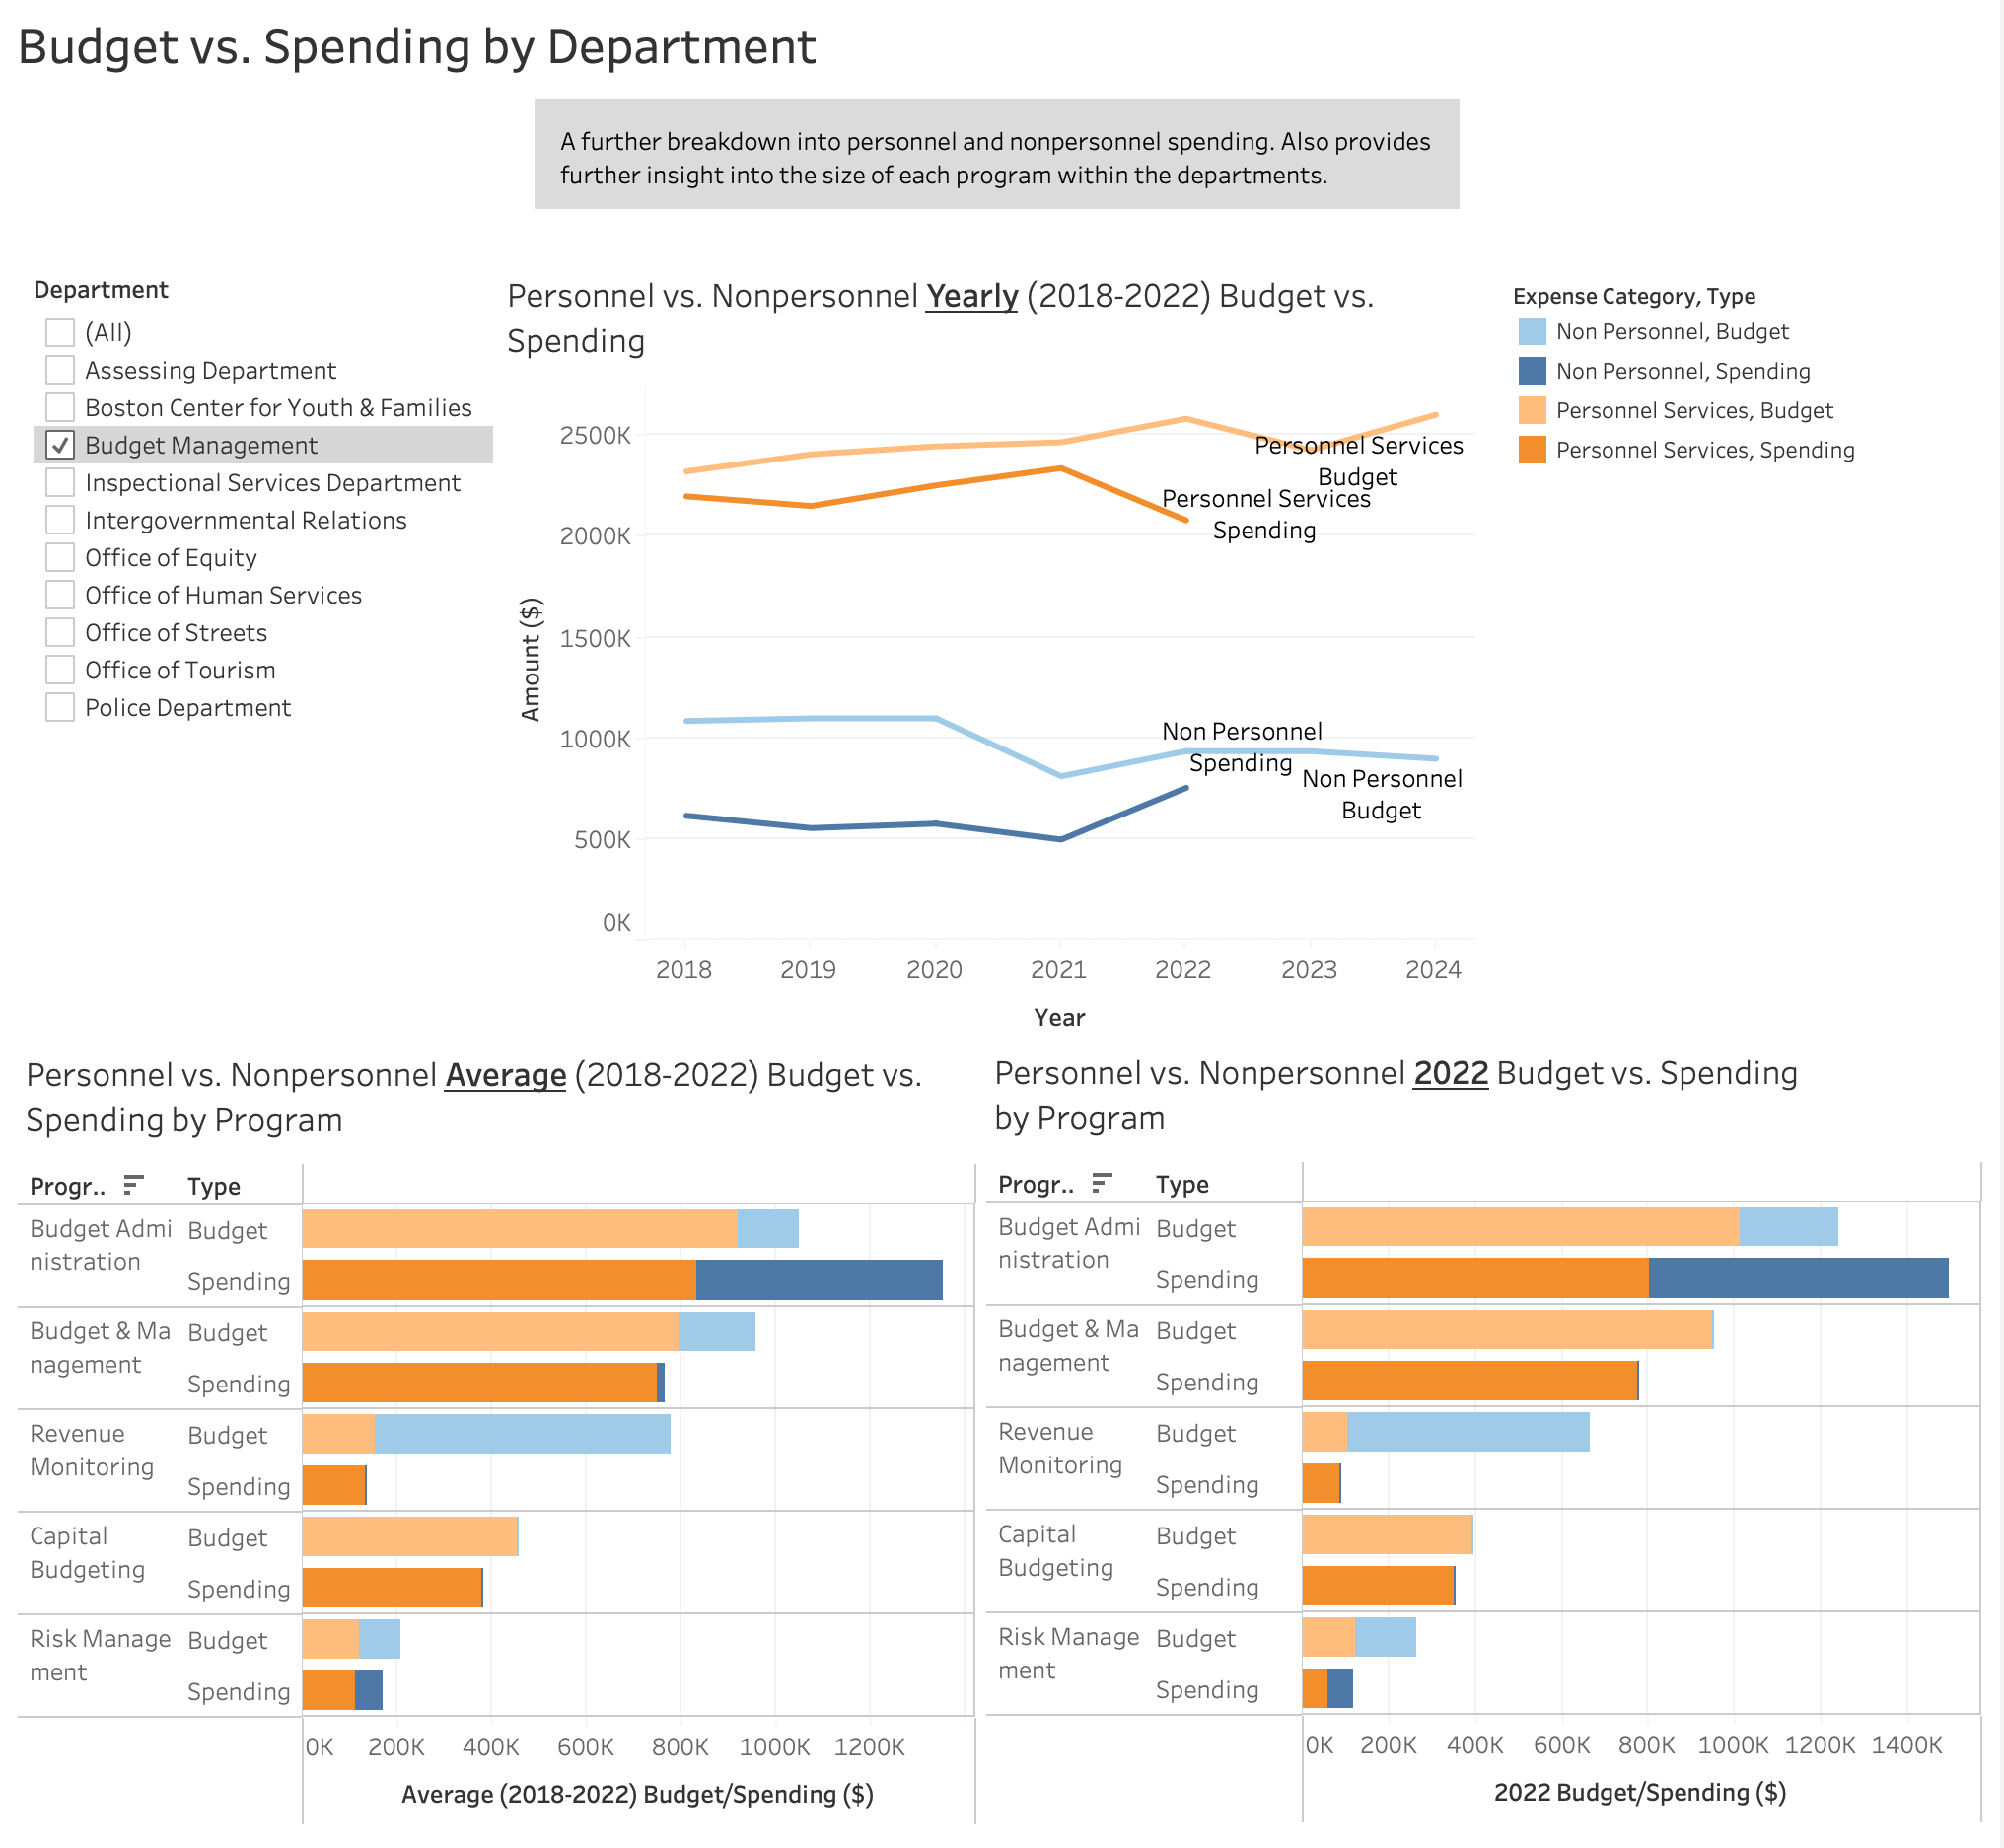 Budget vs. Spending by Department
A further breakdown into personnel and nonpersonnel spending. Also provides
further insight into the size of each program within the departments.
Department
(All)
Assessing Department
Boston Center for Youth & Families
Budget Management
Inspectional Services Department
Intergovernmental Relations
Office of Equity
Office of Human Services
Office of Streets
Office of Tourism
Police Department
Personnel vs. Nonpersonnel Yearly (2018-2022) Budget vs.
Spending
2500K
2000K
1500K
1000K
500K
0K
Amount ($)
Personnel Services
Budget
Personnel Services
Spending
Non Personnel
Spending
Non Personnel
Budget
2018 2019 2020 2021 2022 2023 2024
Year
Expense Category, Type
Non Personnel, Budget
Non Personnel, Spending
Personnel Services, Budget
Personnel Services, Spending
Personnel vs. Nonpersonnel Average (2018-2022) Budget vs.
Spending by Program
Progr.. Type
Budget Admi
nistration
Budget
Spending
Budget & Ma
nagement
Budget
Spending
Revenue
Monitoring
Budget
Spending
Capital
Budgeting
Budget
Spending
Risk Manage
ment
Budget
Spending
0K 200K 400K 600K 800K 1000K 1200K
Average (2018-2022) Budget/Spending ($)
Personnel vs. Nonpersonnel 2022 Budget vs. Spending
by Program
Progr.. Type
Budget Admi
nistration
Budget
Spending
Budget & Ma
nagement
Budget
Spending
Revenue
Monitoring
Budget
Spending
Capital
Budgeting
Budget
Spending
Risk Manage
ment
Budget
Spending
0K 200K 400K 600K 800K 1000K 1200K 1400K
2022 Budget/Spending ($)